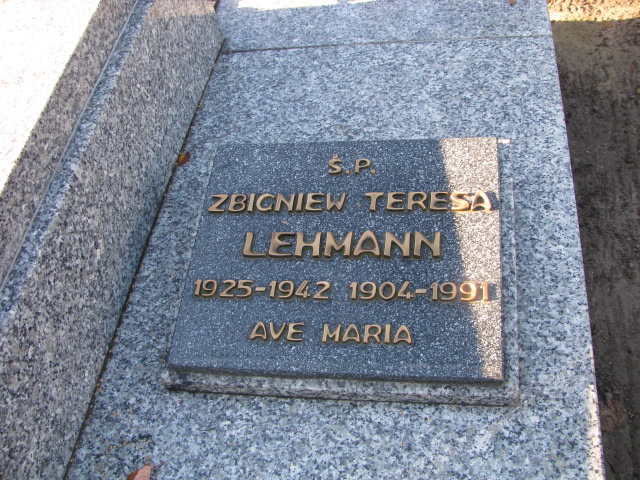 Ś.P.
ZBIGNIEW TERESA
LEHMANN
1925-1942 1904-1991
AVE MARIA